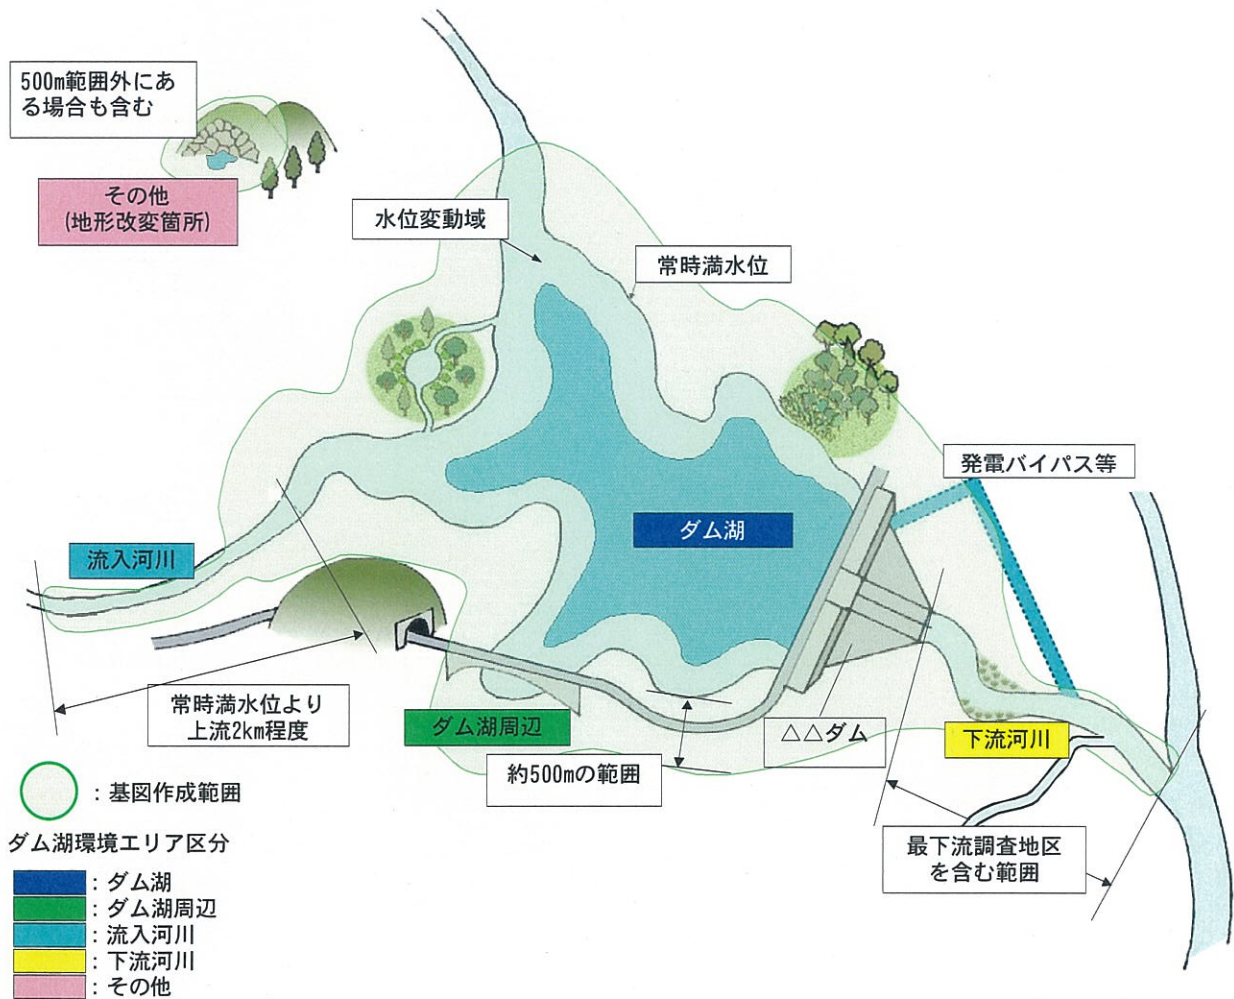 500m範囲外にあ
る場合も含む
その他
(地形改変箇所)
水位変動域
常時満水位
発電バイパス等
ダム湖
流入河川
常時満水位より
上流2km程度
ダム湖周辺
約500mの範囲
△△ダム
下流河川
最下流調査地区
を含む範囲
：基図作成範囲
ダム湖環境エリア区分
：ダム湖
：ダム湖周辺
：流入河川
：下流河川
：その他